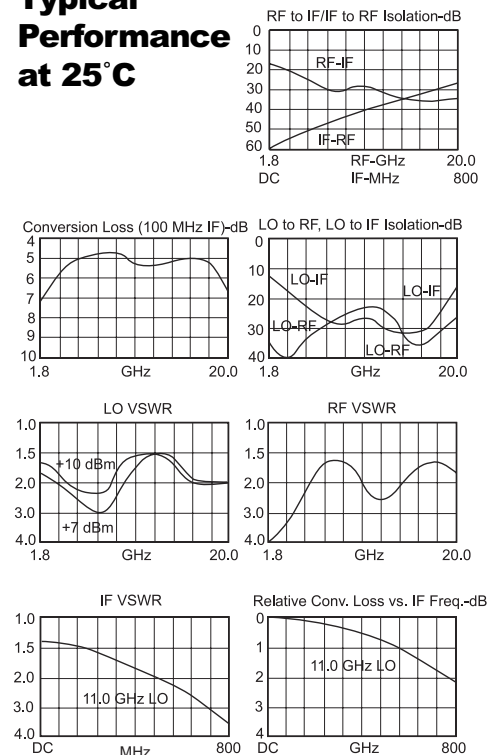 Typical
Performance
at 25°C
RF to IF/IF to RF Isolation-dB
0
10
20
30
40
50
60
RF-IF
IF-RF
1.8 RF-GHz 20.0
DC IF-MHz 800
Conversion Loss (100 MHz IF)-dB
4
5
6
7
8
9
10
1.8 GHz 20.0
LO to RF, LO to IF Isolation-dB
0
10
20
30
40
LO-IF
LO-IF
LO-RF
LO-RF
1.8 GHz 20.0
LO VSWR
1.0
1.5
2.0
3.0
4.0
+10 dBm
+7 dBm
1.8 GHz 20.0
RF VSWR
1.0
1.5
2.0
3.0
4.0
1.8 GHz 20.0
IF VSWR
1.0
1.5
2.0
3.0
4.0
11.0 GHz LO
DC MHz 800
Relative Conv. Loss vs. IF Freq.-dB
0
1
2
3
4
11.0 GHz LO
DC GHz 800